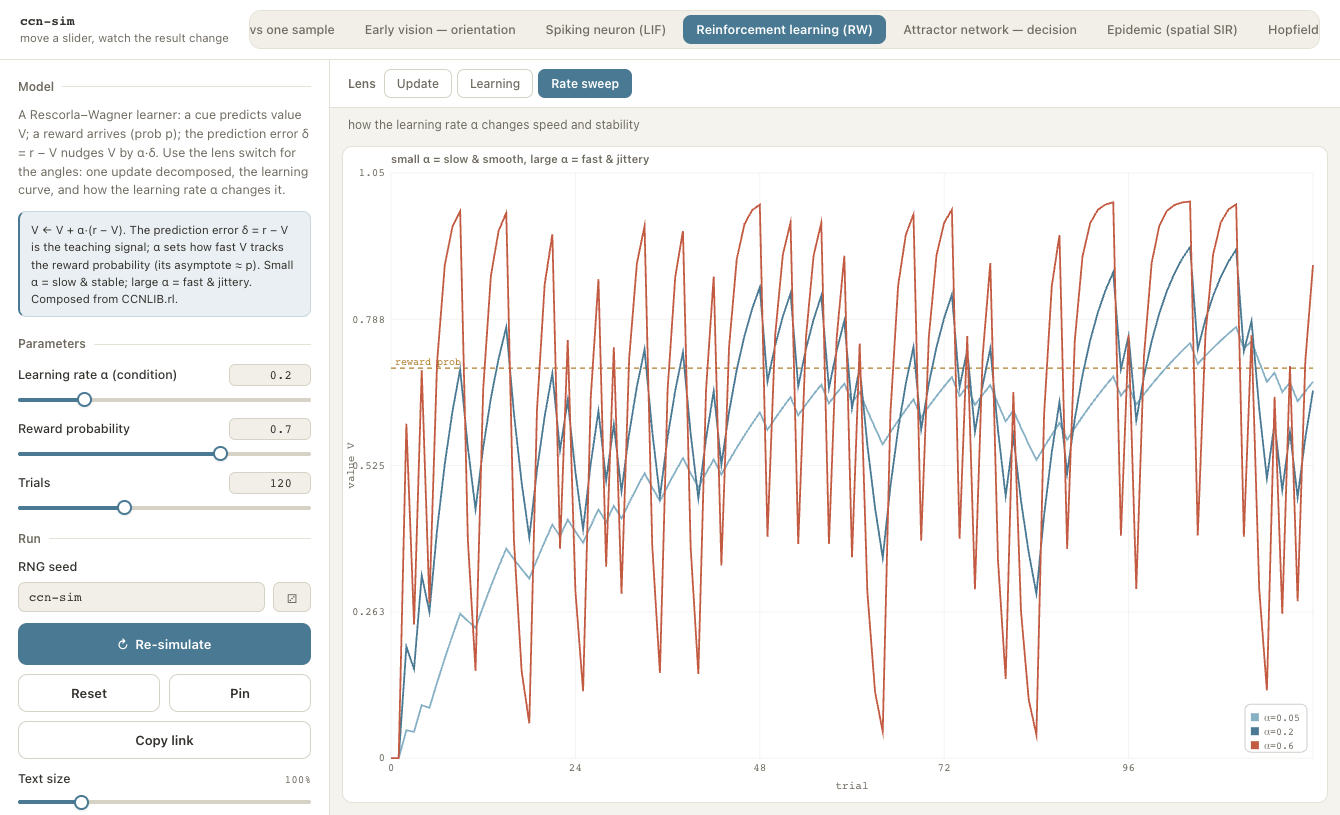 ccn-sim
move a slider, watch the result change
vs one sample
Early vision — orientation
Spiking neuron (LIF)
Reinforcement learning (RW)
Attractor network — decision
Epidemic (spatial SIR)
Hopfield
Model
A Rescorla–Wagner learner: a cue predicts value
V; a reward arrives (prob p); the prediction error δ
= r − V nudges V by α·δ. Use the lens switch for
the angles: one update decomposed, the learning
curve, and how the learning rate α changes it.
V ← V + α·(r − V). The prediction error δ = r − V
is the teaching signal; α sets how fast V tracks
the reward probability (its asymptote ≈ p). Small
α = slow & stable; large α = fast & jittery.
Composed from CCNLIB.rl.
Parameters
Learning rate α (condition)
0.2
Reward probability
0.7
Trials
120
Run
RNG seed
ccn-sim
↻ Re-simulate
Reset
Pin
Copy link
Text size
100%
Lens
Update
Learning
Rate sweep
how the learning rate α changes speed and stability
small α = slow & smooth, large α = fast & jittery
1.05
0.788
reward prob
value V
0.525
0.263
0
0
24
48
72
96
trial
α=0.05
α=0.2
α=0.6